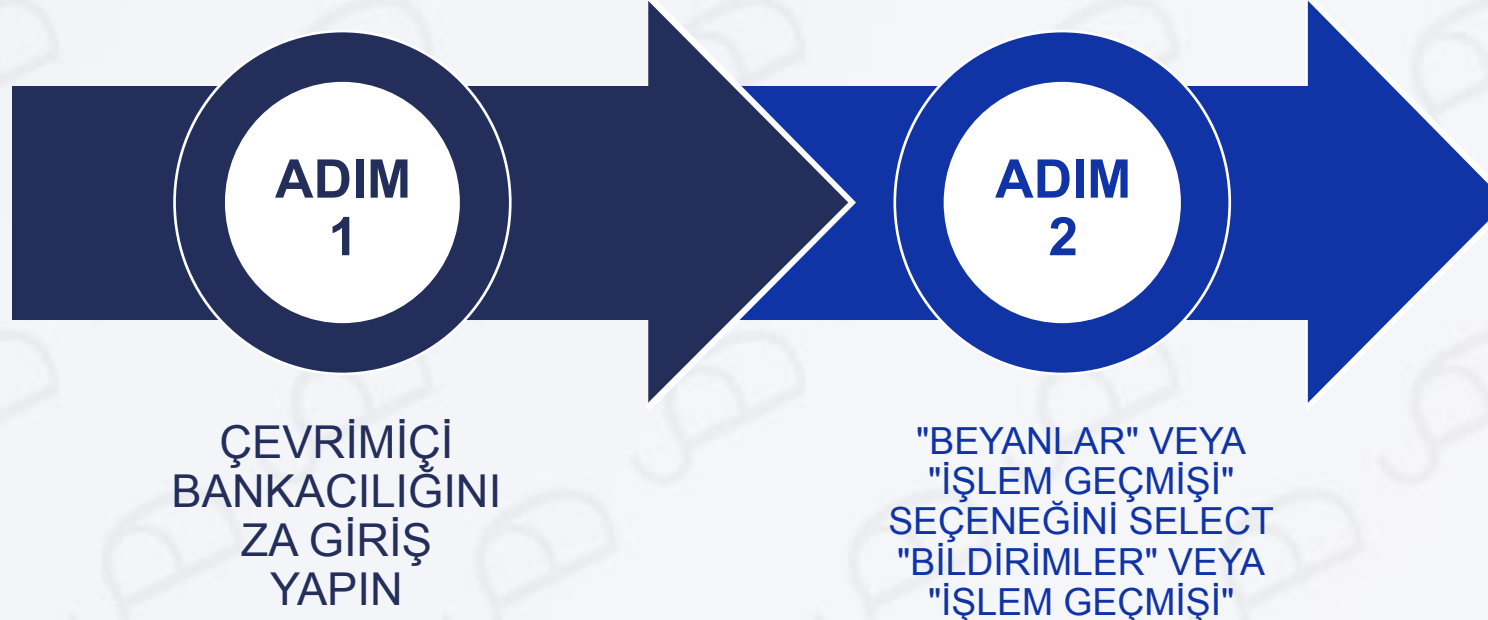 ADIM
1
ADIM
2
ÇEVRİMİÇİ
BANKACILIĞINI
ZA GİRİŞ
YAPIN
"BEYANLAR" VEYA
"İŞLEM GEÇMİŞİ"
SEÇENEĞİNİ SELECT
"BİLDİRİMLER" VEYA
"İŞLEM GEÇMİŞİ"